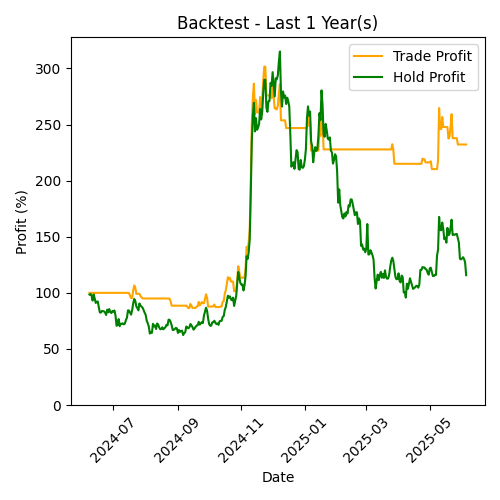 Backtest - Last 1 Year(s)
Trade Profit
Hold Profit
Profit (%)
300
250
200
150
100
50
0
2024-07
2024-09
2024-11
2025-01
2025-03
2025-05
Date